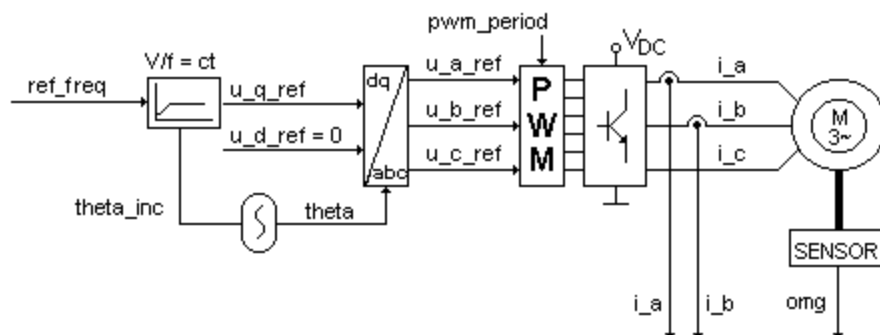 pwm_period
V/f = ct
VDC
ref_freq
u_q_ref
dq
u_a_ref
P
i_a
u_d_ref = 0
u_b_ref
W
i_b
M
3~
abc
u_c_ref
M
i_c
theta_inc
theta
SENSOR
i_a
i_b
omg